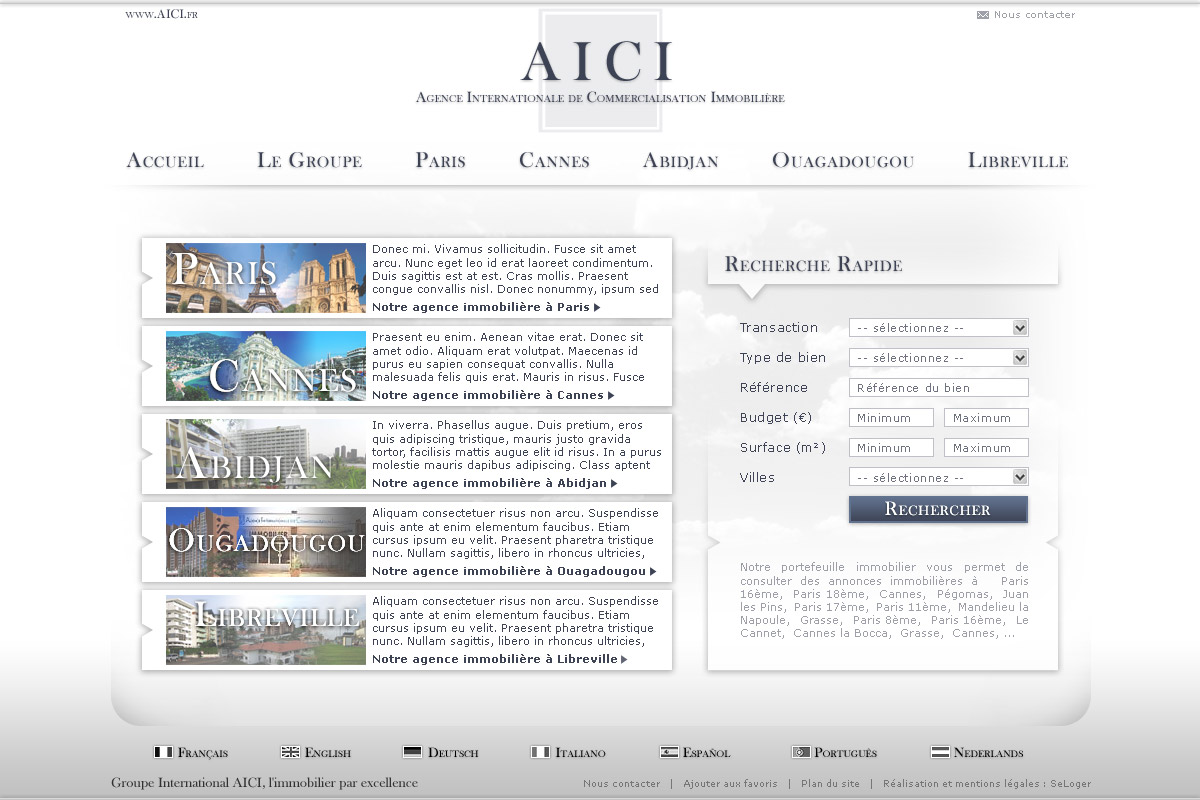 www.AICI.fr
Nous contacter
AICI
Agence Internationale de Commercialisation Immobilière
Accueil Le Groupe Paris Cannes Abidjan Ouagadougou Libreville
Paris
Donec mi. Vivamus sollicitudin. Fusce sit amet
arcu. Nunc eget leo id erat laoreet condimentum.
Duis sagittis est at est. Cras mollis. Praesent
congue convallis nisl. Donec nonummy, ipsum sed
Notre agence immobilière à Paris
Cannes
Praesent eu enim. Aenean vitae erat. Donec sit
amet odio. Aliquam erat volutpat. Maecenas id
purus eu sapien consequat convallis. Nulla
malesuada felis quis erat. Mauris in risus. Fusce
Notre agence immobilière à Cannes
Abidjan
In viverra. Phasellus augue. Duis pretium, eros
quis adipiscing tristique, mauris justo gravida
tortor, facilisis mattis augue elit id risus. In a purus
molestie mauris dapibus adipiscing. Class aptent
Notre agence immobilière à Abidjan
Ougadougou
Aliquam consectetuer risus non arcu. Suspendisse
quis ante at enim elementum faucibus. Etiam
cursus ipsum eu velit. Praesent pharetra tristique
nunc. Nullam sagittis, libero in rhoncus ultricies,
Notre agence immobilière à Ouagadougou
Libreville
Aliquam consectetuer risus non arcu. Suspendisse
quis ante at enim elementum faucibus. Etiam
cursus ipsum eu velit. Praesent pharetra tristique
nunc. Nullam sagittis, libero in rhoncus ultricies,
Notre agence immobilière à Libreville
Recherche Rapide
Transaction -- sélectionnez --
Type de bien -- sélectionnez --
Référence Référence du bien
Budget (€) Minimum Maximum
Surface (m²) Minimum Maximum
Villes -- sélectionnez --
Rechercher
Notre portefeuille immobilier vous permet de
consulter des annonces immobilières à Paris
16ème, Paris 18ème, Cannes, Pégomas, Juan
les Pins, Paris 17ème, Paris 11ème, Mandelieu la
Napoule, Grasse, Paris 8ème, Paris 16ème, Le
Cannet, Cannes la Bocca, Grasse, Cannes, ...
Français English Deutsch Italiano Español Português Nederlands
Groupe International AICI, l'immobilier par excellence
Nous contacter | Ajouter aux favoris | Plan du site | Réalisation et mentions légales : SeLoger